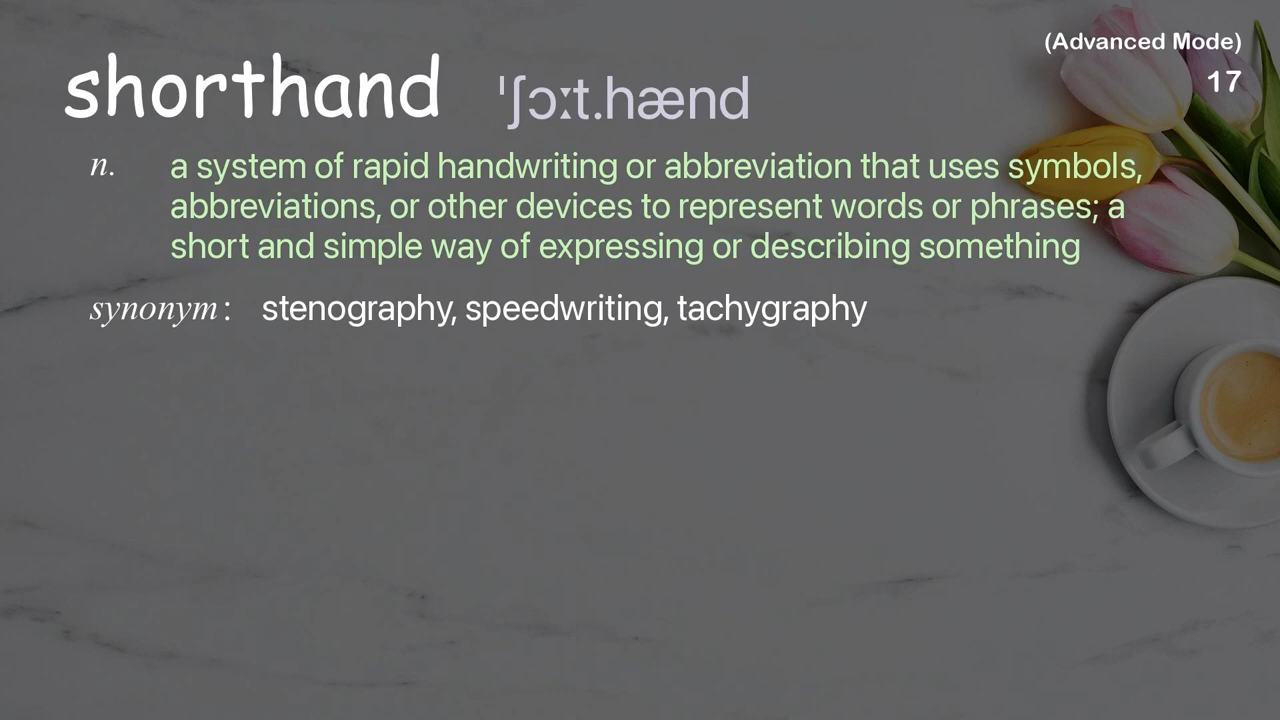 (Advanced Mode)
17
shorthand ˈʃɔːt.hænd
n. a system of rapid handwriting or abbreviation that uses symbols,
abbreviations, or other devices to represent words or phrases; a
short and simple way of expressing or describing something
synonym : stenography, speedwriting, tachygraphy